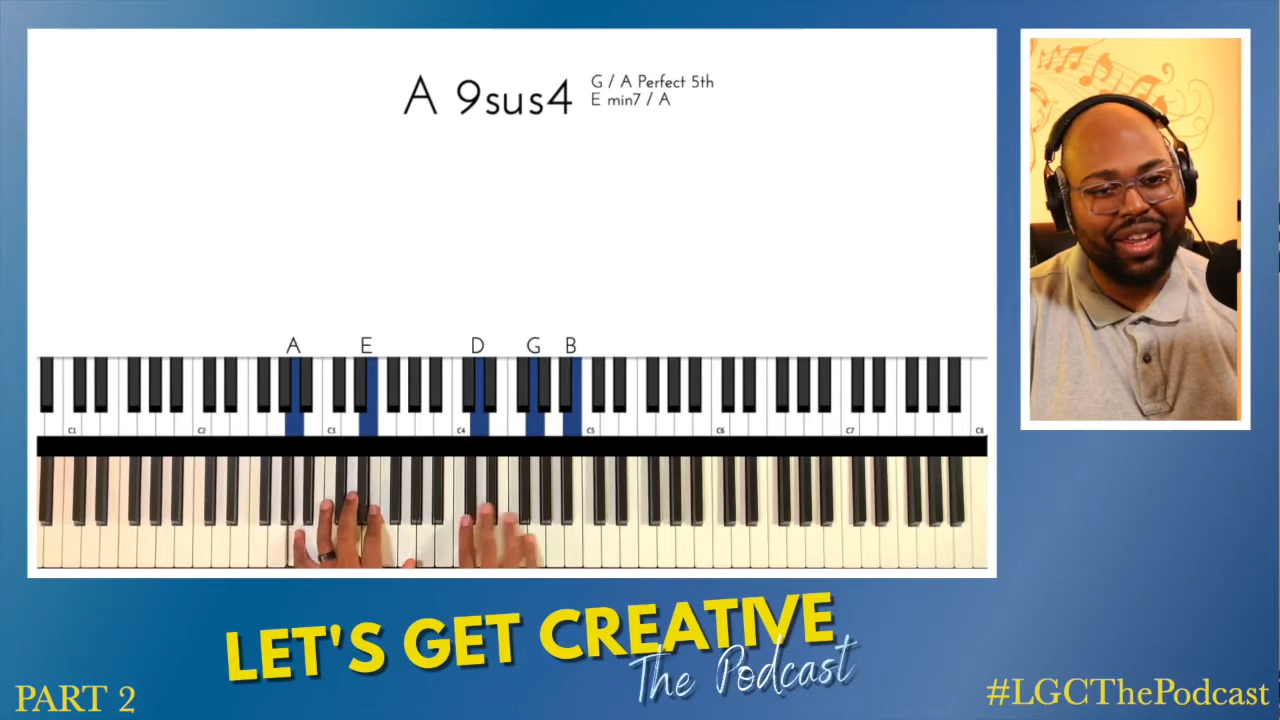 A 9sus4
G / A Perfect 5th
E min7 / A
A E D G B
C1 C2 C3 C4 C5 C6 C7 C8
LET'S GET CREATIVE
The Podcast
PART 2
#LGCThePodcast